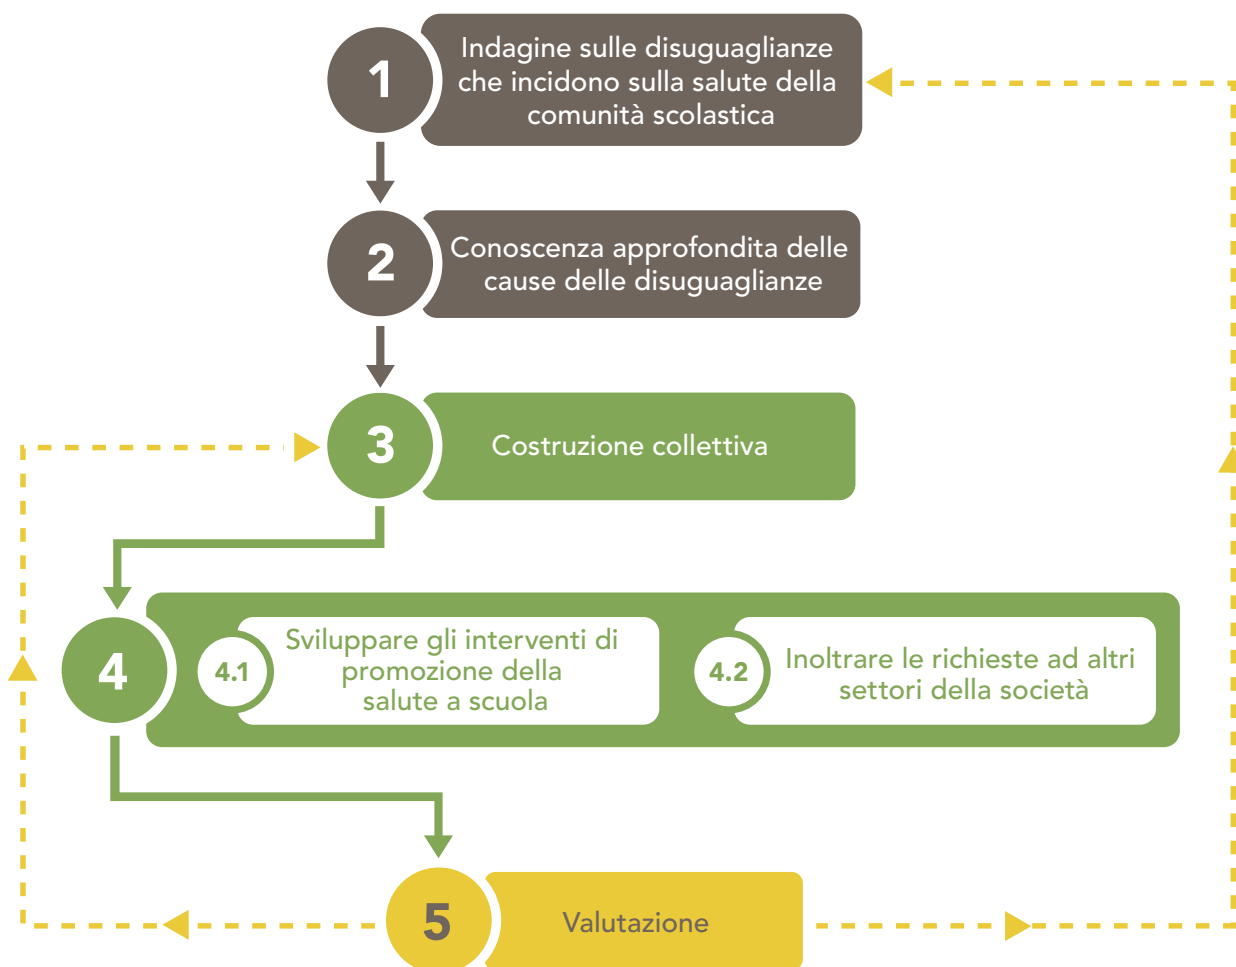 1
Indagine sulle disuguaglianze
che incidono sulla salute della
comunità scolastica
2
Conoscenza approfondita delle
cause delle disuguaglianze
3
Costruzione collettiva
4
4.1
Sviluppare gli interventi di
promozione della
salute a scuola
4.2
Inoltrare le richieste ad altri
settori della società
5
Valutazione